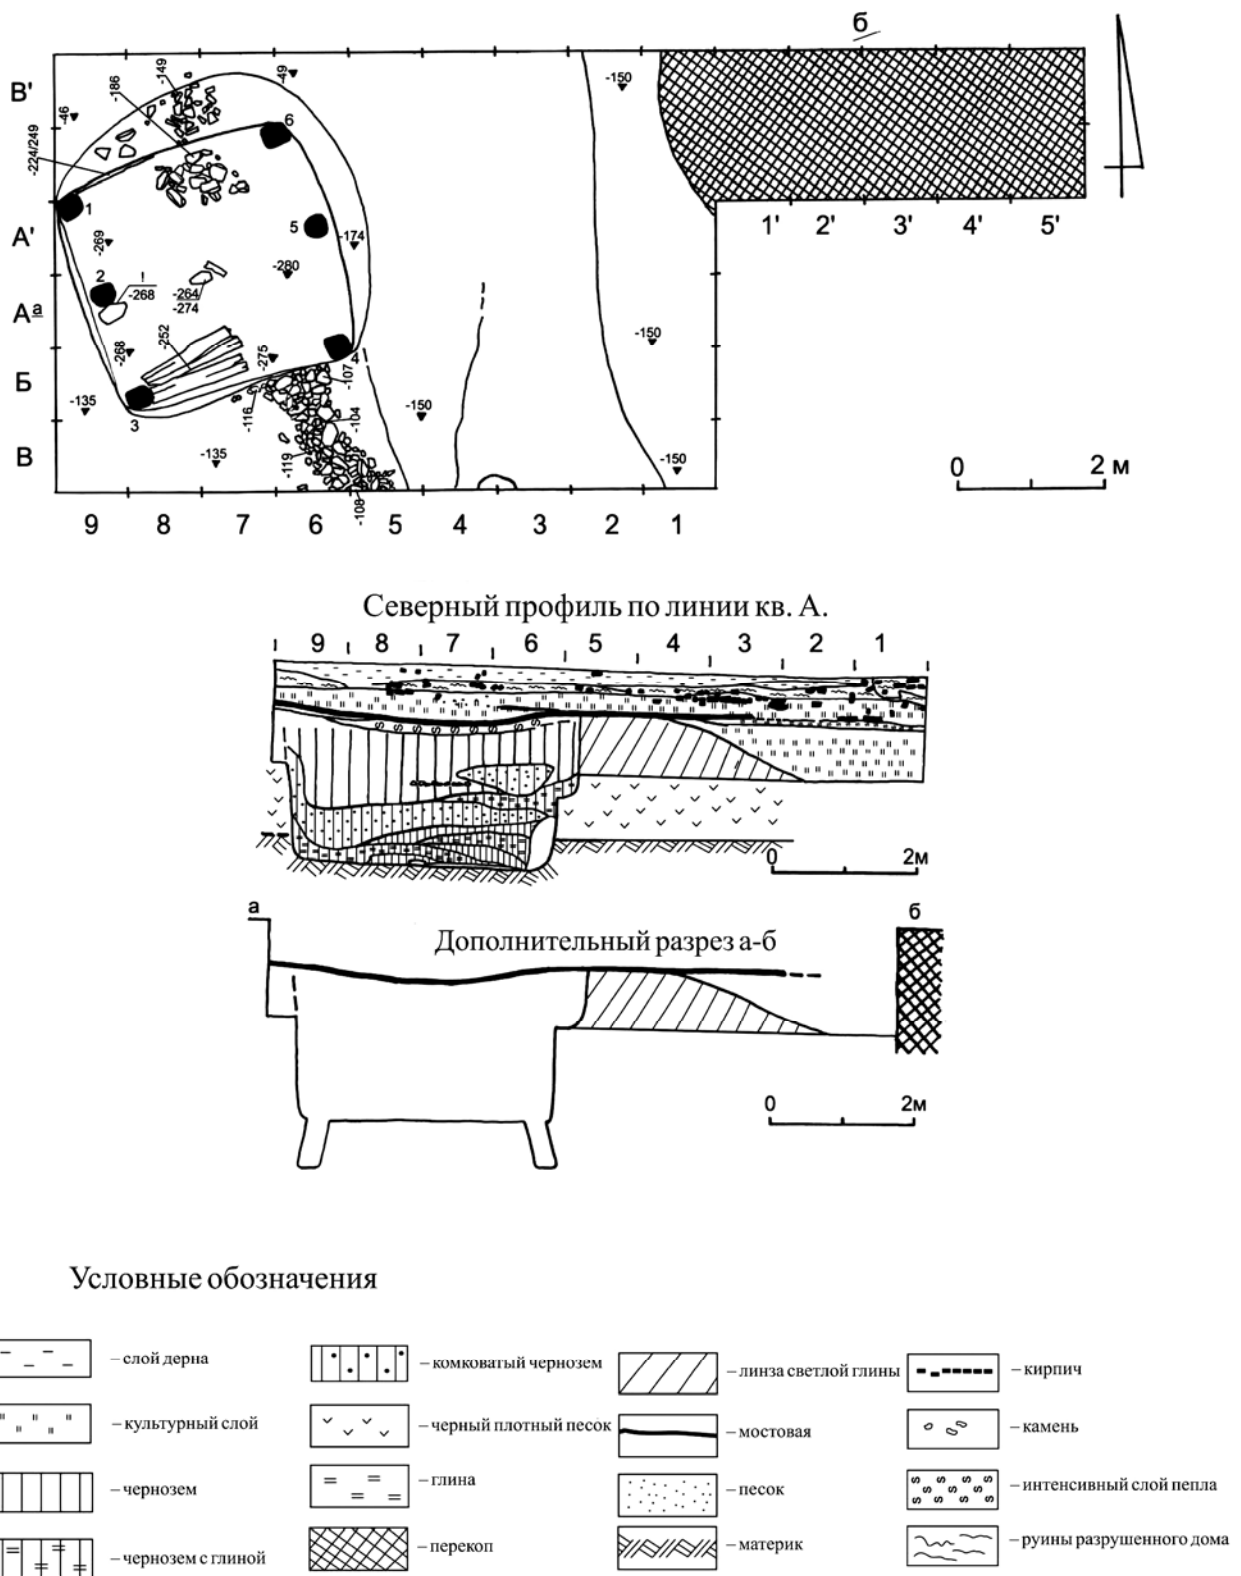 б
В'
-46
-186
-149
-49
-150
6
-224/249
1
1' 2' 3' 4' 5'
А'
-269
5
-174
2
!
-268
-280
-264
-274
Аа
-252
-268
-275
4
-150
Б
-107
-135
3
-116
-104
-150
В
-135
-119
-108
-150
0 2 м
9 8 7 6 5 4 3 2 1
Северный профиль по линии кв. А.
9 8 7 6 5 4 3 2 1
0 2м
а
б
Дополнительный разрез а-б
0 2м
Условные обозначения
– слой дерна
– комковатый чернозем
– линза светлой глины
– кирпич
– культурный слой
– черный плотный песок
– мостовая
– камень
– чернозем
– глина
– песок
– интенсивный слой пепла
– чернозем с глиной
– перекоп
– материк
– руины разрушенного дома